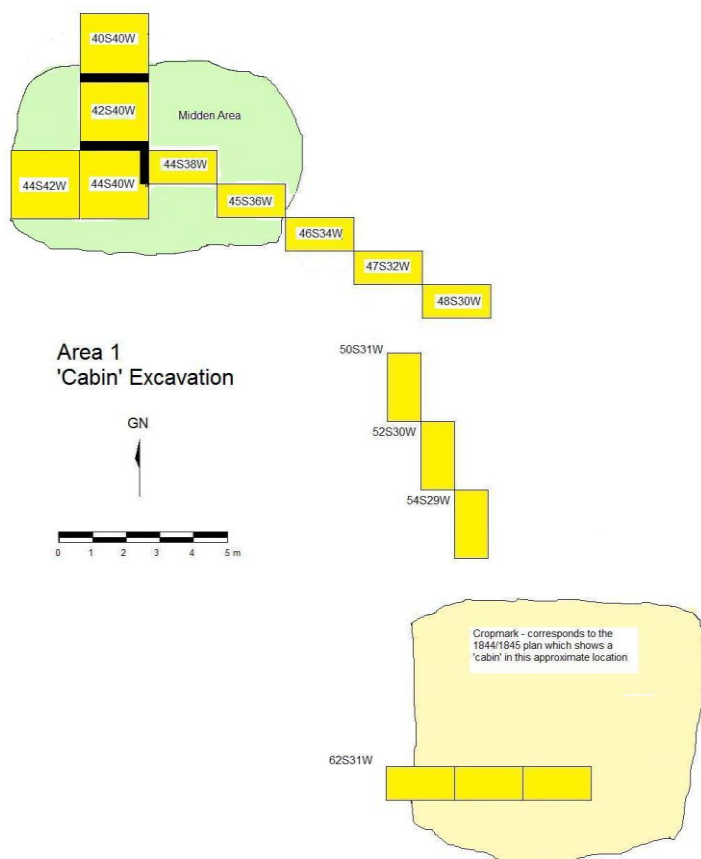 40S40W
42S40W
Midden Area
44S42W
44S40W
44S38W
45S36W
46S34W
47S32W
48S30W
Area 1
'Cabin' Excavation
GN
0 1 2 3 4 5 m
50S31W
52S30W
54S29W
Cropmark - corresponds to the
1844/1845 plan which shows a
'cabin' in this approximate location
62S31W